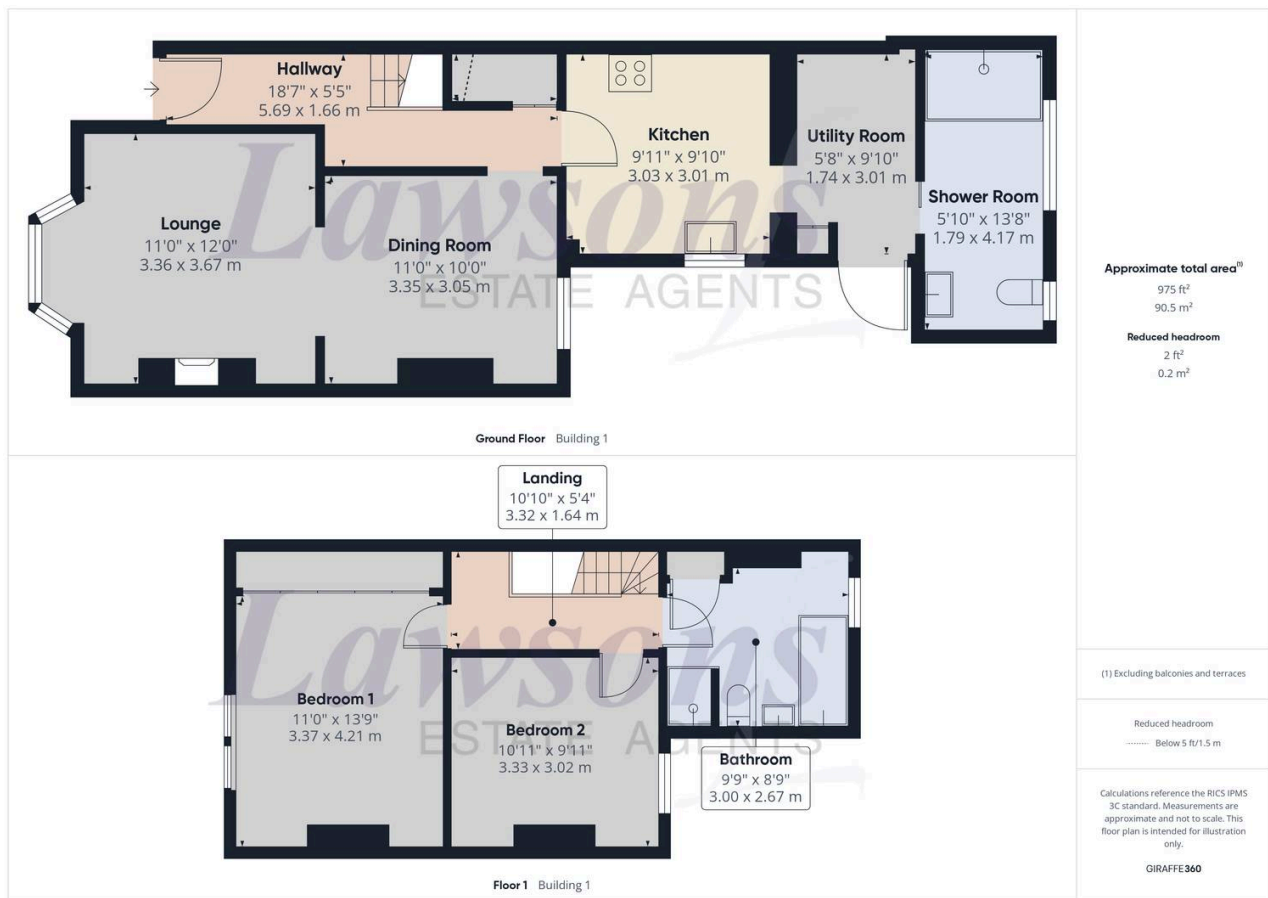 Hallway
18'7" x 5'5"
5.69 x 1.66 m
Kitchen
9'11" x 9'10"
3.03 x 3.01 m
Utility Room
5'8" x 9'10"
1.74 x 3.01 m
Shower Room
5'10" x 13'8"
1.79 x 4.17 m
Lounge
11'0" x 12'0"
3.36 x 3.67 m
Dining Room
11'0" x 10'0"
3.35 x 3.05 m
Lawsons
ESTATE AGENTS
Ground Floor Building 1
Landing
10'10" x 5'4"
3.32 x 1.64 m
Bedroom 1
11'0" x 13'9"
3.37 x 4.21 m
Bedroom 2
10'11" x 9'11"
3.33 x 3.02 m
Bathroom
9'9" x 8'9"
3.00 x 2.67 m
Lawsons
ESTATE AGENTS
Floor 1 Building 1
Approximate total area(1)
975 ft²
90.5 m²
Reduced headroom
2 ft²
0.2 m²
(1) Excluding balconies and terraces
Reduced headroom
Below 5 ft/1.5 m
Calculations reference the RICS IPMS
3C standard. Measurements are
approximate and not to scale. This
floor plan is intended for illustration
only.
GIRAFFE360